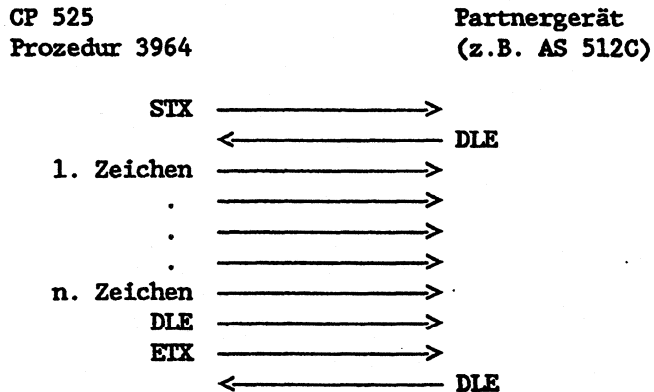 CP 525 Partnergerät
Prozedur 3964 (z.B. AS 512C)
STX
DLE
1. Zeichen
.
.
.
n. Zeichen
DLE
ETX
DLE